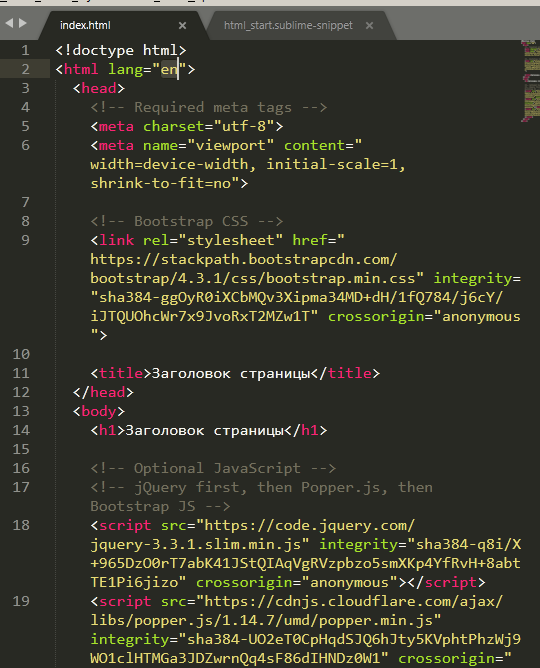 index.html × html_start.sublime-snippet ×
1 <!doctype html>
2 <html lang="en">
3 <head>
4 <!-- Required meta tags -->
5 <meta charset="utf-8">
6 <meta name="viewport" content="
width=device-width, initial-scale=1,
shrink-to-fit=no">
7
8 <!-- Bootstrap CSS -->
9 <link rel="stylesheet" href="
https://stackpath.bootstrapcdn.com/
bootstrap/4.3.1/css/bootstrap.min.css" integrity=
"sha384-ggOyR0iXCbMQv3Xipma34MD+dH/1fQ784/j6cY/
iJTQUOhcWr7x9JvoRxT2MZw1T" crossorigin="anonymous
">
10
11 <title>Заголовок страницы</title>
12 </head>
13 <body>
14 <h1>Заголовок страницы</h1>
15
16 <!-- Optional JavaScript -->
17 <!-- jQuery first, then Popper.js, then
Bootstrap JS -->
18 <script src="https://code.jquery.com/
jquery-3.3.1.slim.min.js" integrity="sha384-q8i/X
+965DzO0rT7abK41JStQIAqVgRVzpbzo5smXKp4YfRvH+8abt
TE1Pi6jizo" crossorigin="anonymous"></script>
19 <script src="https://cdnjs.cloudflare.com/ajax/
libs/popper.js/1.14.7/umd/popper.min.js"
integrity="sha384-UO2eT0CpHqdSJQ6hJty5KVphtPhzWj9
WO1clHTMGa3JDZwrnQq4sF86dIHNDz0W1" crossorigin="